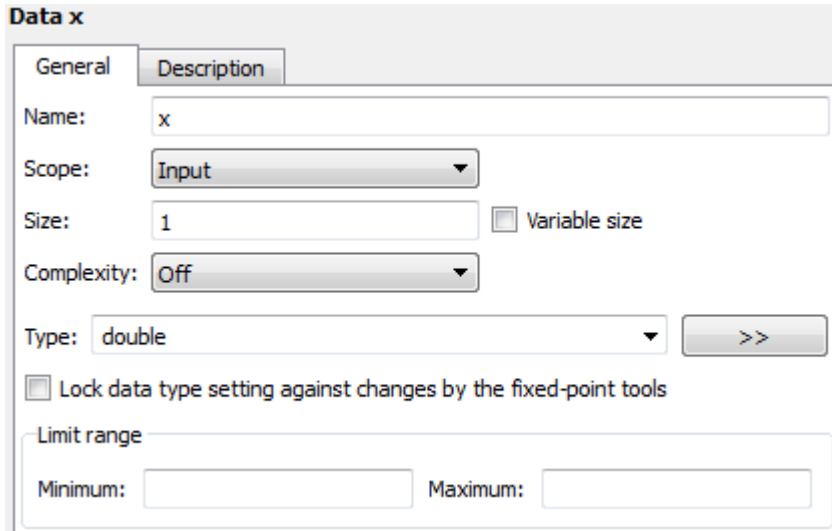 Data x
General Description
Name: x
Scope: Input
Size: 1 Variable size
Complexity: Off
Type: double >>
Lock data type setting against changes by the fixed-point tools
Limit range
Minimum: Maximum: